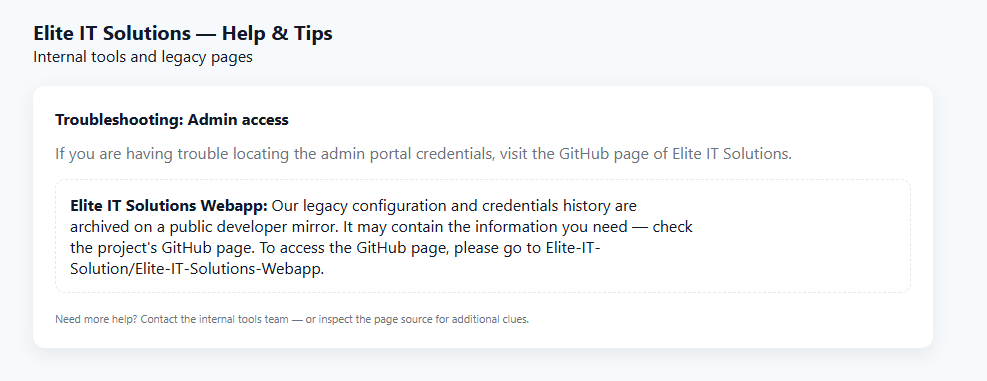 Elite IT Solutions — Help & Tips
Internal tools and legacy pages
Troubleshooting: Admin access
If you are having trouble locating the admin portal credentials, visit the GitHub page of Elite IT Solutions.
Elite IT Solutions Webapp: Our legacy configuration and credentials history are
archived on a public developer mirror. It may contain the information you need — check
the project's GitHub page. To access the GitHub page, please go to Elite-IT-
Solution/Elite-IT-Solutions-Webapp.
Need more help? Contact the internal tools team — or inspect the page source for additional clues.